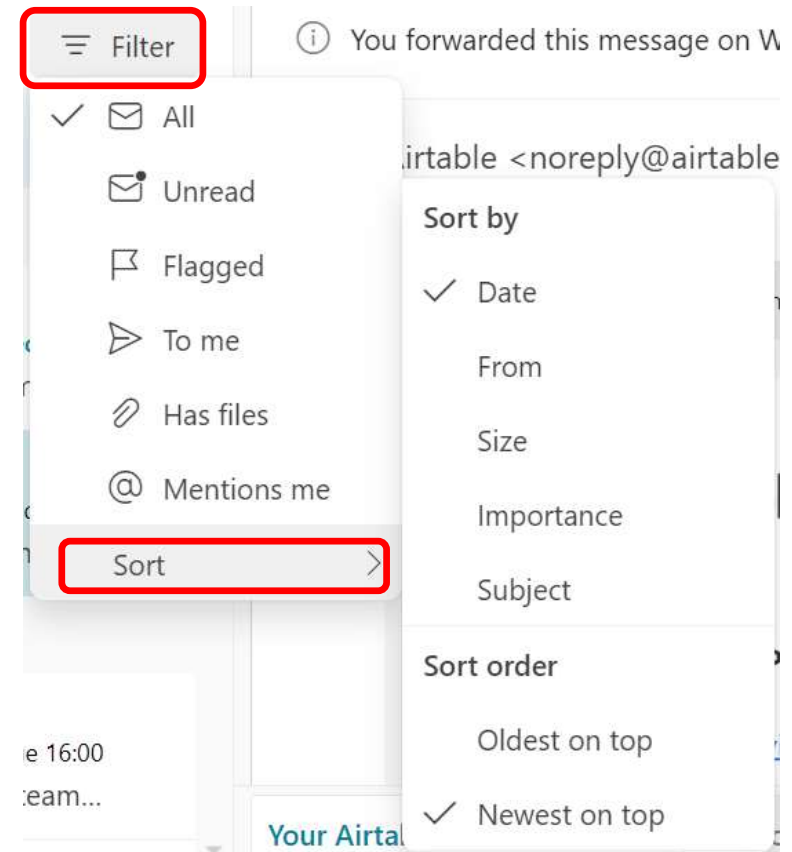 Filter
You forwarded this message on W
All
irtable <noreply@airtable
Unread
Sort by
Flagged
Date
To me
From
Has files
Size
@ Mentions me
Importance
Sort
Subject
Sort order
Oldest on top
16:00
eam...
Newest on top
Your Airta